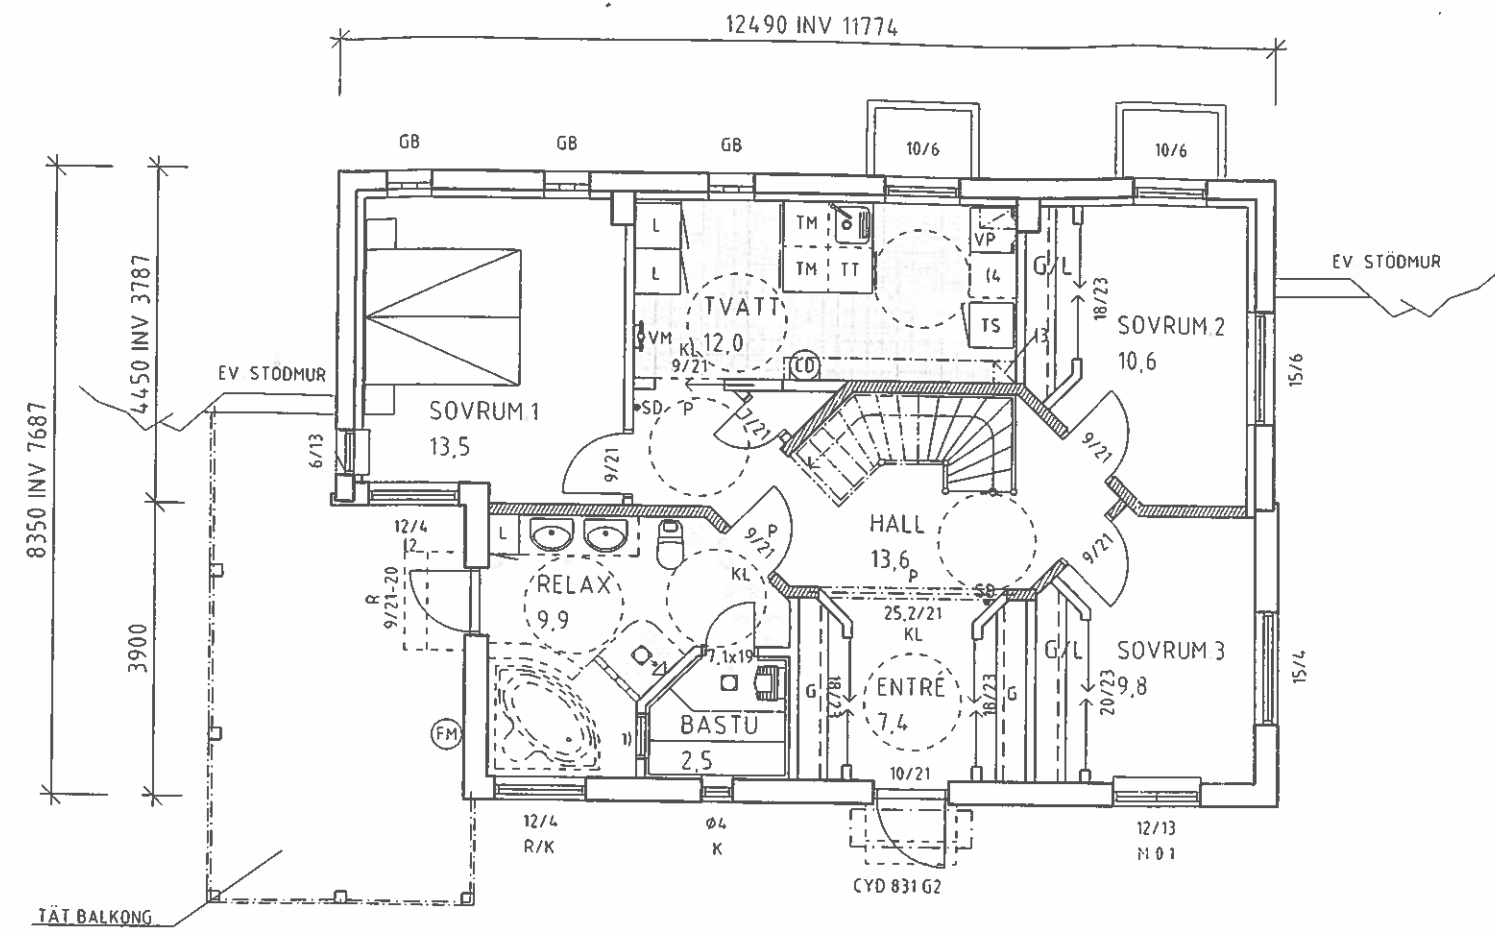 12490 INV 11774
GB
GB
GB
10/6
10/6
8350 INV 7687
4450 INV 3787
3900
EV STÖDMUR
EV STÖDMUR
L
L
TM
TM
TT
VP
TS
G/L
18/23
TVÄTT
12,0
VM
KL
9/21
CD
SD
P
7/21
SOVRUM 1
13,5
6/13
9/21
SOVRUM 2
10,6
15/6
9/21
12/4
L
R
9/21-20
RELAX
9,9
P
9/21
KL
HALL
13,6
P
25,2/21
KL
9/21
G/L
SOVRUM 3
9,8
20/23
15/4
7,1x19
BASTU
2,5
1)
FM
G
18/23
ENTRÉ
7,4
18/23
G
10/21
12/4
R/K
Ø4
K
CYD 831 G2
12/13
TÄT BALKONG